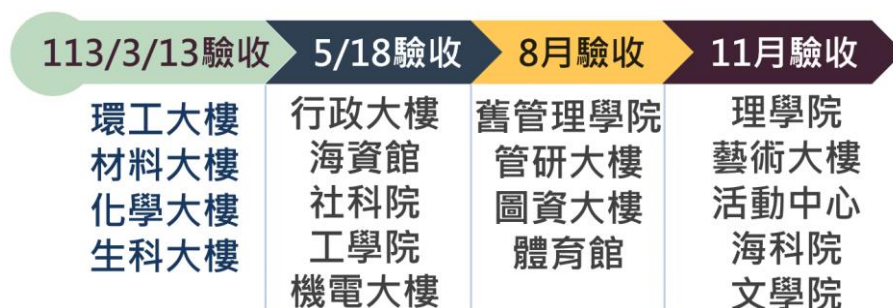 113/3/13驗收
環工大樓
材料大樓
化學大樓
生科大樓
5/18驗收
行政大樓
海資館
社科院
工學院
機電大樓
8月驗收
舊管理學院
管研大樓
圖資大樓
體育館
11月驗收
理學院
藝術大樓
活動中心
海科院
文學院